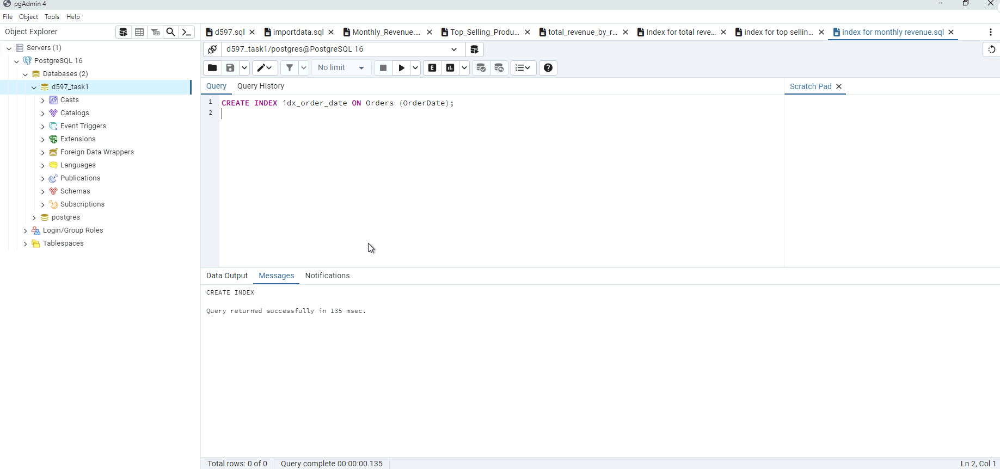 pgAdmin 4
File Object Tools Help
Object Explorer
d597.sql
importdata.sql
Monthly_Revenue....
Top_Selling_Produ...
total_revenue_by_r...
Index for total reve...
index for top sellin...
index for monthly revenue.sql
Servers (1)
PostgreSQL 16
Databases (2)
d597_task1
Casts
Catalogs
Event Triggers
Extensions
Foreign Data Wrappers
Languages
Publications
Schemas
Subscriptions
postgres
Login/Group Roles
Tablespaces
d597_task1/postgres@PostgreSQL 16
No limit
E
Query Query History
Scratch Pad
1 CREATE INDEX idx_order_date ON Orders (OrderDate);
2
Data Output Messages Notifications
CREATE INDEX
Query returned successfully in 135 msec.
Total rows: 0 of 0 Query complete 00:00:00.135 Ln 2, Col 1